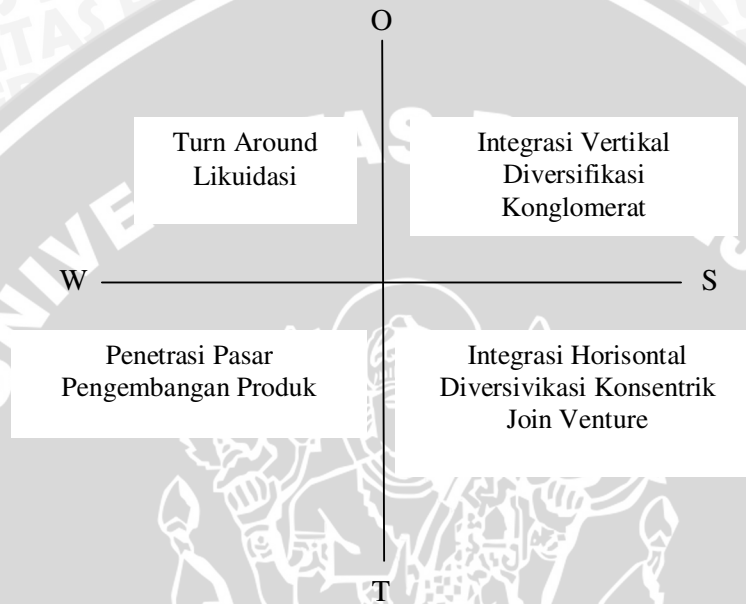 O
Turn Around
Likuidasi
Integrasi Vertikal
Diversifikasi
Konglomerat
W
S
Penetrasi Pasar
Pengembangan Produk
Integrasi Horisontal
Diversivikasi Konsentrik
Join Venture
T